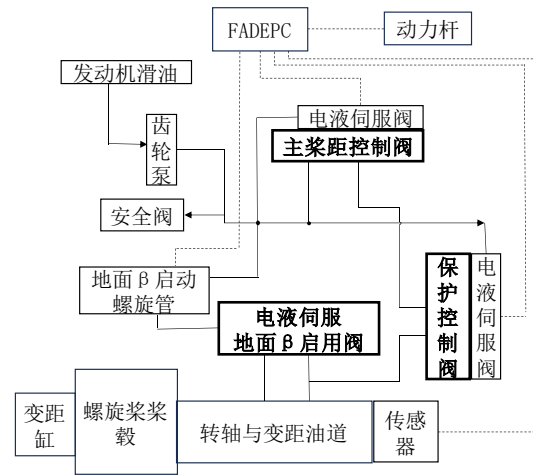 FADEPC
动力杆
发动机滑油
齿
轮
泵
电液伺服阀
主桨距控制阀
安全阀
地面β启动
螺旋管
电液伺服
地面β启用阀
保
护
控
制
阀
电
液
伺
服
阀
变距
缸
螺旋桨桨
毂
转轴与变距油道
传感
器